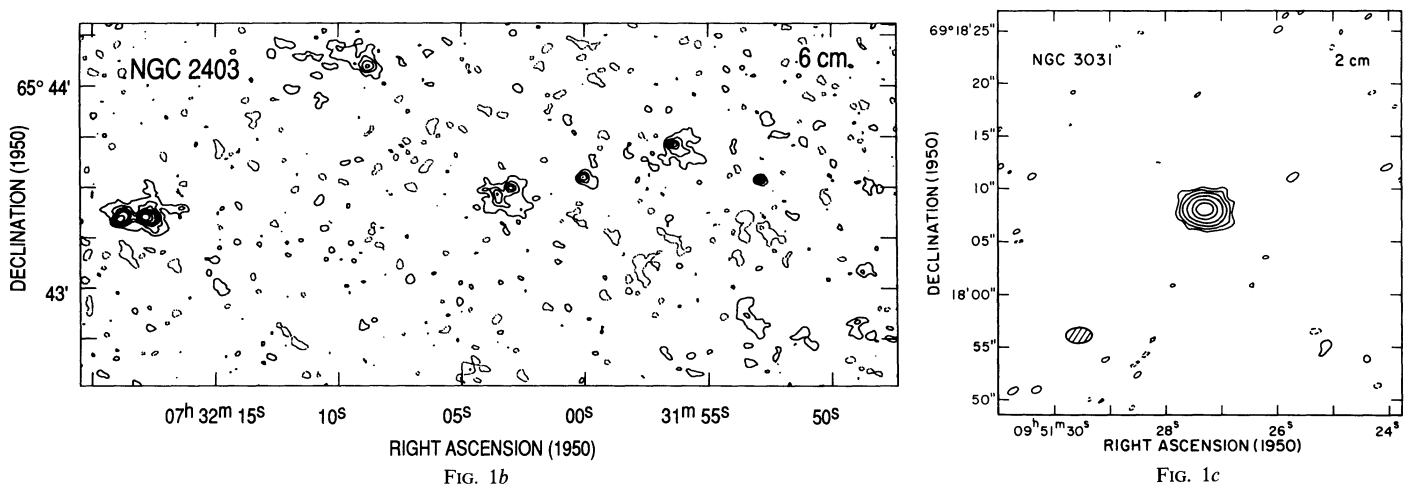 NGC 2403
6 cm.
65° 44'
43'
DECLINATION (1950)
07ʰ 32ᵐ 15ˢ
10ˢ
05ˢ
00ˢ
31ᵐ 55ˢ
50ˢ
RIGHT ASCENSION (1950)
FIG. 1b
NGC 3031
2 cm
69°18'25"
20"
15"
10"
05"
18'00"
55"
50"
DECLINATION (1950)
09ʰ51ᵐ30ˢ
28ˢ
26ˢ
24ˢ
RIGHT ASCENSION (1950)
FIG. 1c